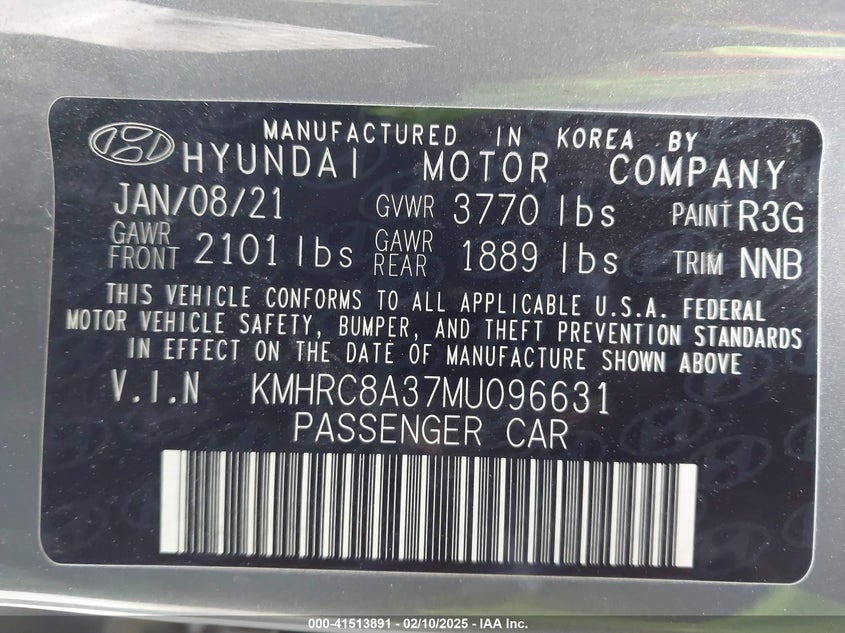 MANUFACTURED IN KOREA BY
HYUNDAI MOTOR COMPANY
JAN/08/21 GVWR 3770 lbs PAINT R3G
GAWR FRONT 2101 lbs GAWR REAR 1889 lbs TRIM NNB
THIS VEHICLE CONFORMS TO ALL APPLICABLE U.S.A. FEDERAL
MOTOR VEHICLE SAFETY, BUMPER, AND THEFT PREVENTION STANDARDS
IN EFFECT ON THE DATE OF MANUFACTURE SHOWN ABOVE
V.I.N KMHRC8A37MU096631
PASSENGER CAR
000-41513891 — 02/10/2025 — IAA Inc.